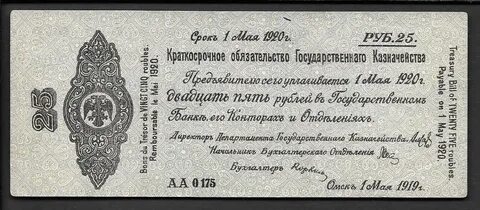 Срокъ 1 Мая 1920г.
РУБ. 25.
Краткосрочное обязательство Государственнаго Казначейства.
Предъявителю сего уплачивается 1 Мая 1920г.
двадцать пять рублей въ Государственномъ
Банкѣ, его Конторахъ и Отдѣленіяхъ.
Директоръ Департамента Государственнаго Казначейства
Начальникъ Бухгалтерскаго Отдѣленія
Бухгалтеръ
АА 0175
Омскъ 1 Мая 1919г.
25
Bons du Trésor de VINGT CINQ roubles.
Remboursable le 1 Mai 1920.
Treasury Bill of TWENTY FIVE roubles.
Payable on 1 May 1920.